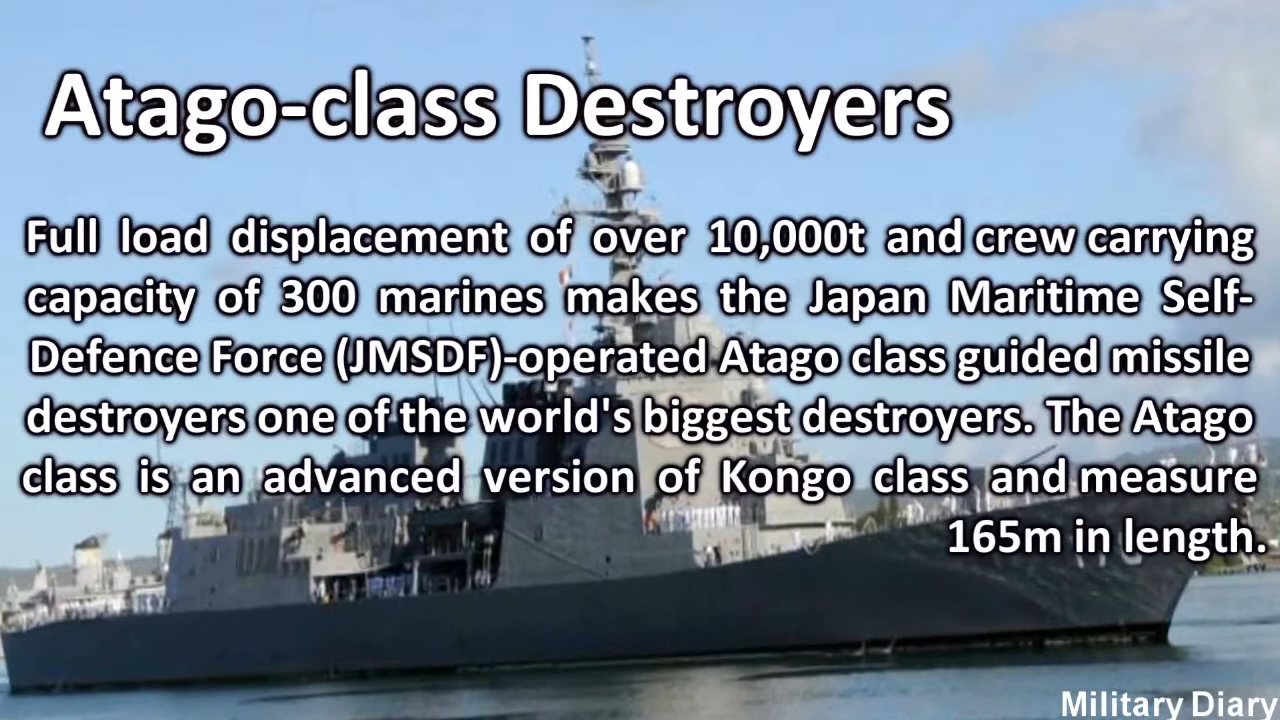 Atago-class Destroyers
Full load displacement of over 10,000t and crew carrying
capacity of 300 marines makes the Japan Maritime Self-
Defence Force (JMSDF)-operated Atago class guided missile
destroyers one of the world's biggest destroyers. The Atago
class is an advanced version of Kongo class and measure
165m in length.
Military Diary